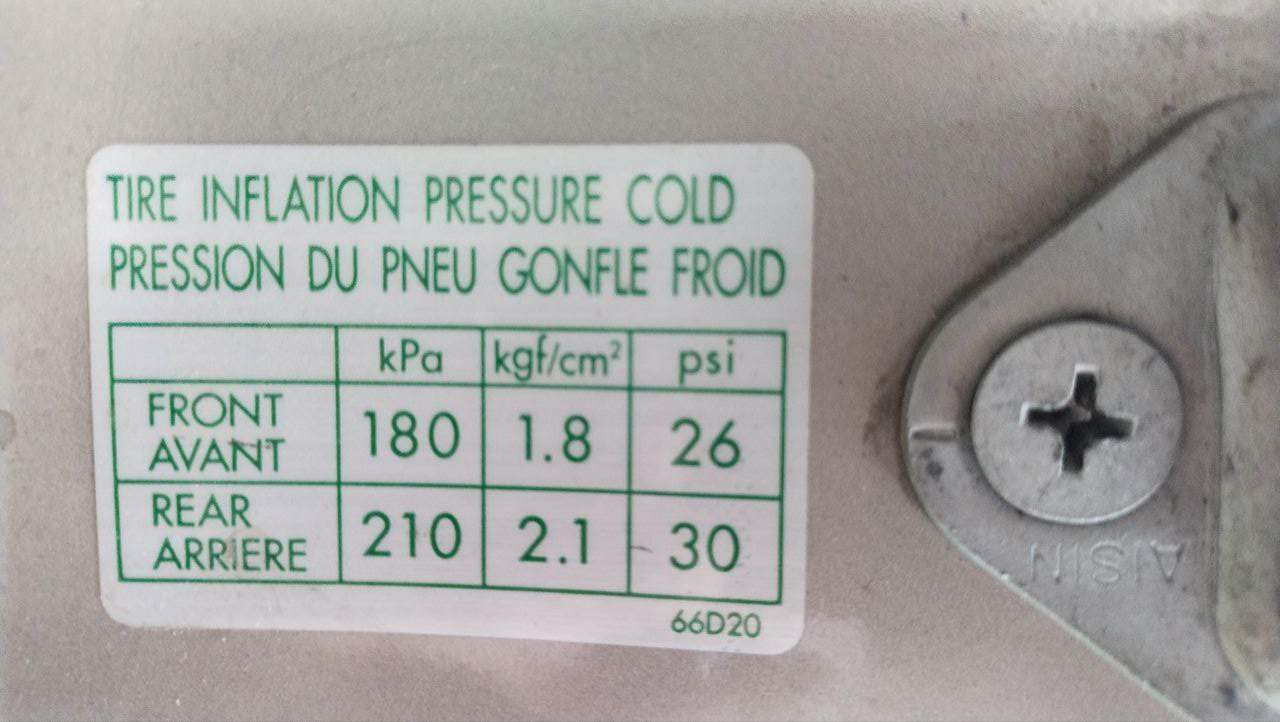 TIRE INFLATION PRESSURE COLD
PRESSION DU PNEU GONFLE FROID
kPa kgf/cm² psi
FRONT
AVANT 180 1.8 26
REAR
ARRIERE 210 2.1 30
66D20
AISIN